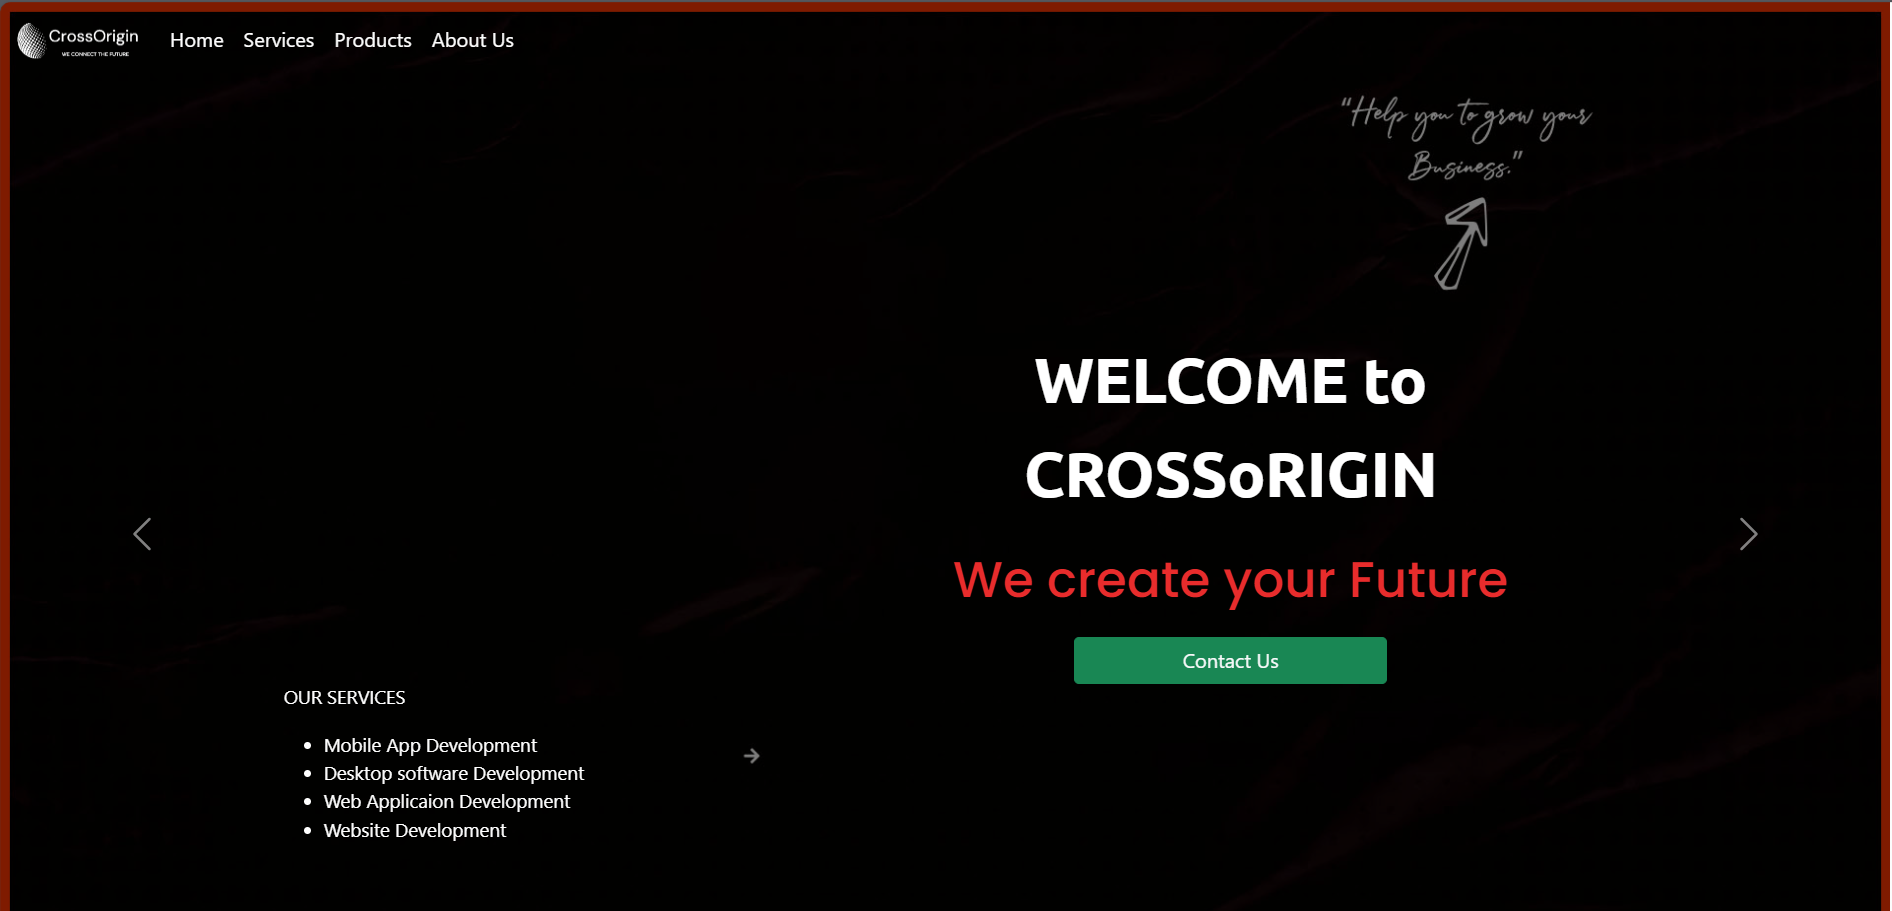 CrossOrigin
WE CONNECT THE FUTURE
Home Services Products About Us
“Help you to grow your
Business.”
WELCOME to
CROSSoRIGIN
We create your Future
Contact Us
OUR SERVICES
Mobile App Development
Desktop software Development
Web Applicaion Development
Website Development